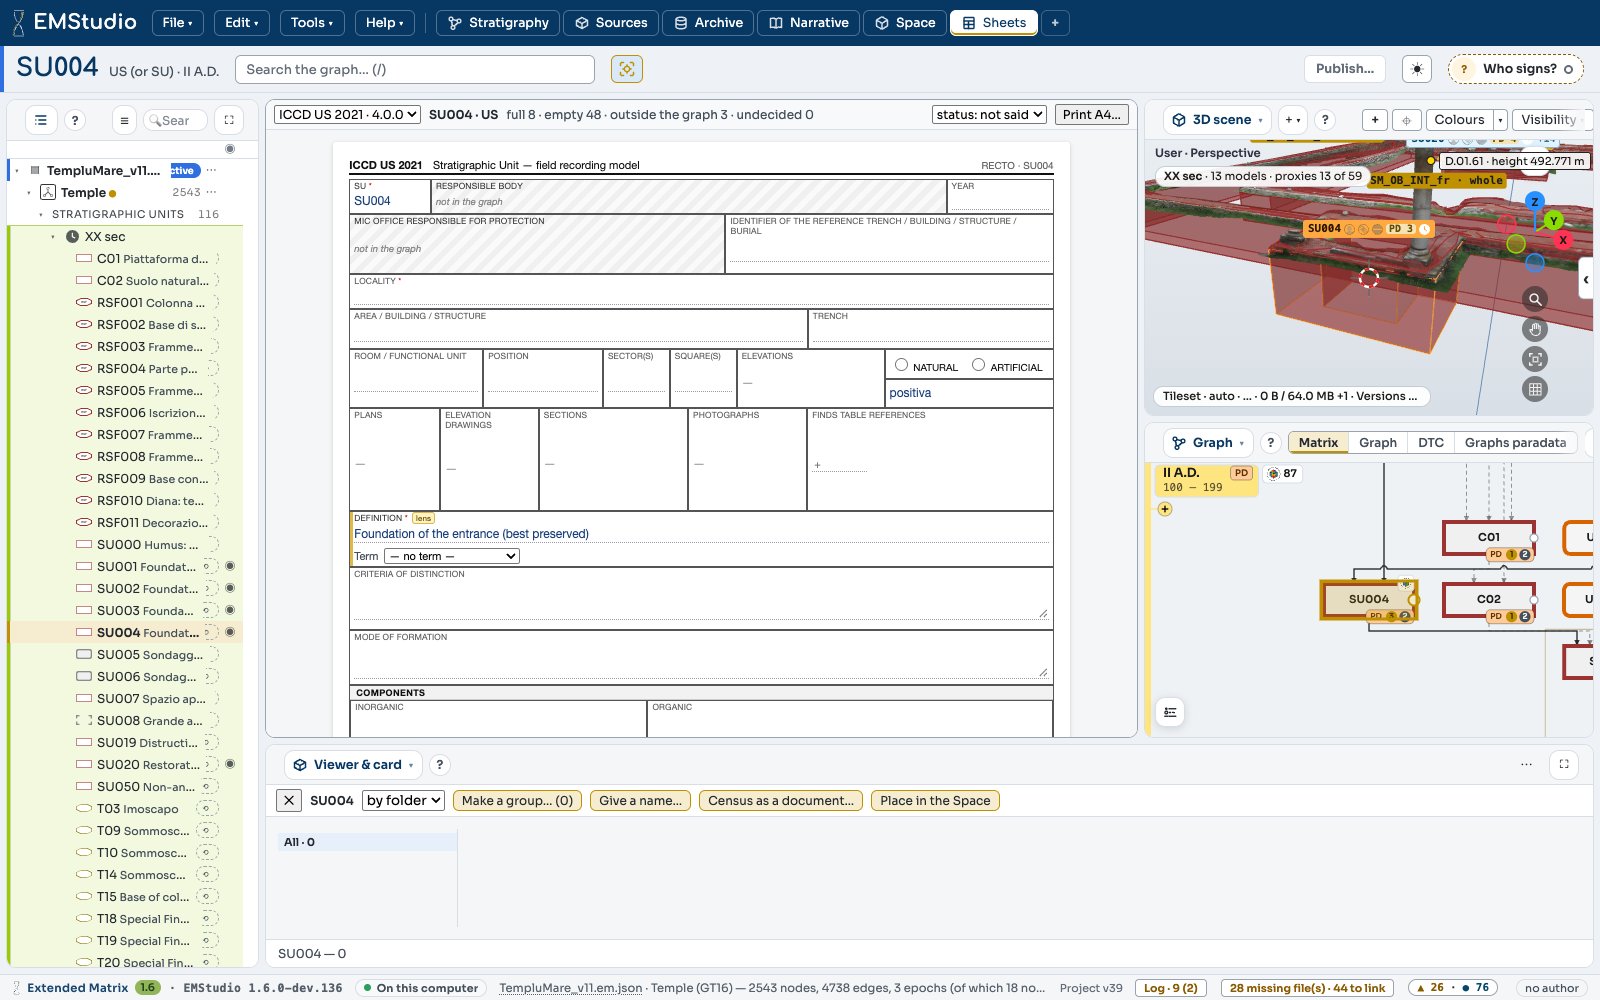 EMStudio File Edit Tools Help Stratigraphy Sources Archive Narrative Space Sheets +
SU004 US (or SU) · II A.D. Search the graph... (/) Publish... ? Who signs?
? Sear
TempluMare_v11.... ctive ...
Temple 2543 ...
STRATIGRAPHIC UNITS 116
XX sec
C01 Piattaforma d...
C02 Suolo natural...
RSF001 Colonna ...
RSF002 Base di s...
RSF003 Framme...
RSF004 Parte p...
RSF005 Framme...
RSF006 Iscrizion...
RSF007 Framme...
RSF008 Framme...
RSF009 Base con...
RSF010 Diana: te...
RSF011 Decorazio...
SU000 Humus: ...
SU001 Foundat...
SU002 Foundat...
SU003 Founda...
SU004 Foundat...
SU005 Sondagg...
SU006 Sondag...
SU007 Spazio ap...
SU008 Grande a...
SU019 Distructi...
SU020 Restorat...
SU050 Non-an...
T03 Imoscapo
T09 Sommosc...
T10 Sommosc...
T14 Sommosc...
T15 Base of col...
T18 Special Fin...
T19 Special Fin...
T20 Special Fin...
ICCD US 2021 · 4.0.0 SU004 · US full 8 · empty 48 · outside the graph 3 · undecided 0 status: not said Print A4...
ICCD US 2021 Stratigraphic Unit — field recording model RECTO · SU004
SU * RESPONSIBLE BODY YEAR
SU004 not in the graph
MIC OFFICE RESPONSIBLE FOR PROTECTION IDENTIFIER OF THE REFERENCE TRENCH / BUILDING / STRUCTURE /
BURIAL
not in the graph
LOCALITY *
AREA / BUILDING / STRUCTURE TRENCH
ROOM / FUNCTIONAL UNIT POSITION SECTOR(S) SQUARE(S) ELEVATIONS
NATURAL ARTIFICIAL
—
positiva
PLANS ELEVATION DRAWINGS SECTIONS PHOTOGRAPHS FINDS TABLE REFERENCES
— — — — +
DEFINITION * lens
Foundation of the entrance (best preserved)
Term — no term —
CRITERIA OF DISTINCTION
MODE OF FORMATION
COMPONENTS
INORGANIC ORGANIC
3D scene + ? + Colours Visibility
User · Perspective D.01.61 · height 492.771 m
XX sec · 13 models · proxies 13 of 59 SM_OB_INT_fr · whole
SU004 PD 3
Z
Y
X
Tileset · auto · ... · 0 B / 64.0 MB +1 · Versions ...
Graph ? Matrix Graph DTC Graphs paradata
II A.D. PD 87
100 — 199
+
C01 U
PD 1 2
SU004 C02 U
PD 3 2 PD 1 2
S
Viewer & card ? ...
✕ SU004 by folder Make a group... (0) Give a name... Census as a document... Place in the Space
All · 0
SU004 — 0
Extended Matrix 1.6 · EMStudio 1.6.0-dev.136 On this computer TempluMare_v11.em.json · Temple (GT16) — 2543 nodes, 4738 edges, 3 epochs (of which 18 no... Project v39 Log · 9 (2) 28 missing file(s) · 44 to link ▲ 26 · ● 76 no author